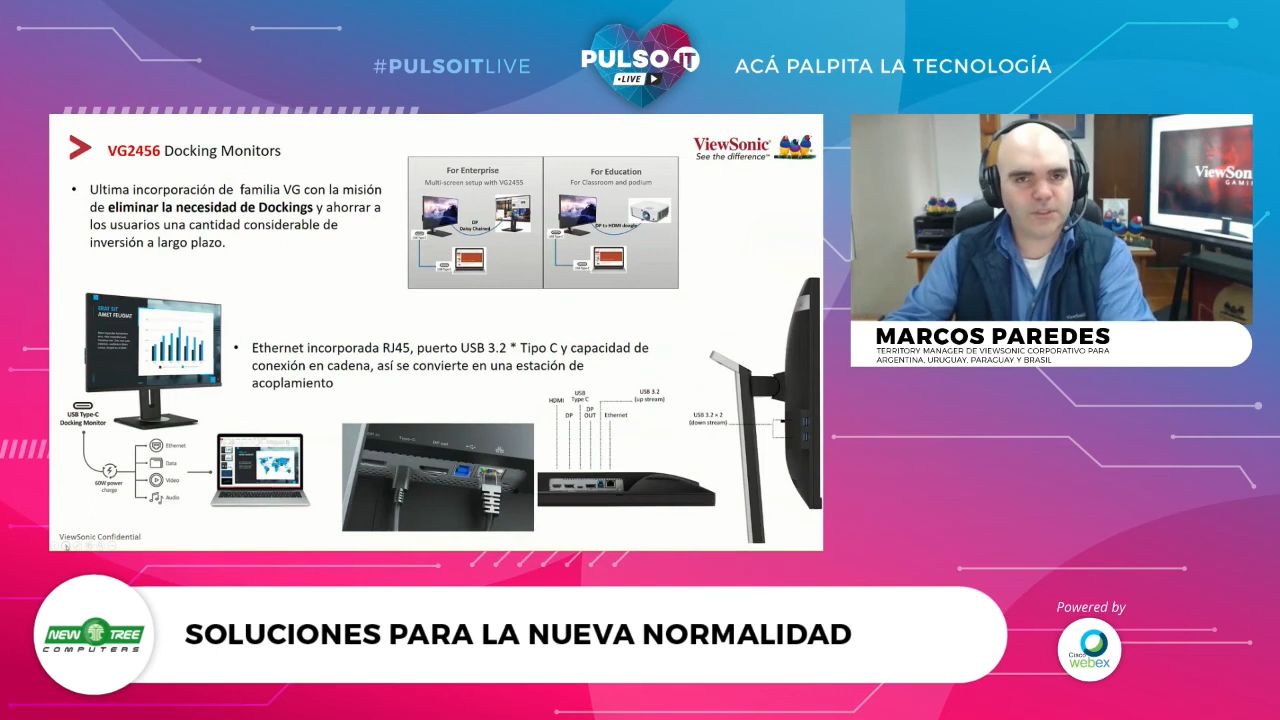 #PULSOITLIVE
PULSO IT
•LIVE
ACÁ PALPITA LA TECNOLOGÍA
VG2456 Docking Monitors
ViewSonic
See the difference™
• Ultima incorporación de familia VG con la misión
de eliminar la necesidad de Dockings y ahorrar a
los usuarios una cantidad considerable de
inversión a largo plazo.
For Enterprise
Multi-screen setup with VG2455
DP
Daisy Chained
For Education
For Classroom and podium
DP to HDMI dongle
• Ethernet incorporada RJ45, puerto USB 3.2 * Tipo C y capacidad de
conexión en cadena, así se convierte en una estación de
acoplamiento
ERAT SIT
AMET FEUGIAT
USB Type-C
Docking Monitor
60W power
charge
Ethernet
Data
Video
Audio
Type-C
HDMI
DP
USB
Type C
DP
OUT
USB 3.2
(up stream)
Ethernet
USB 3.2 × 2
(down stream)
ViewSonic Confidential
MARCOS PAREDES
TERRITORY MANAGER DE VIEWSONIC CORPORATIVO PARA
ARGENTINA, URUGUAY, PARAGUAY Y BRASIL
NEW TREE
COMPUTERS
SOLUCIONES PARA LA NUEVA NORMALIDAD
Powered by
Cisco
webex